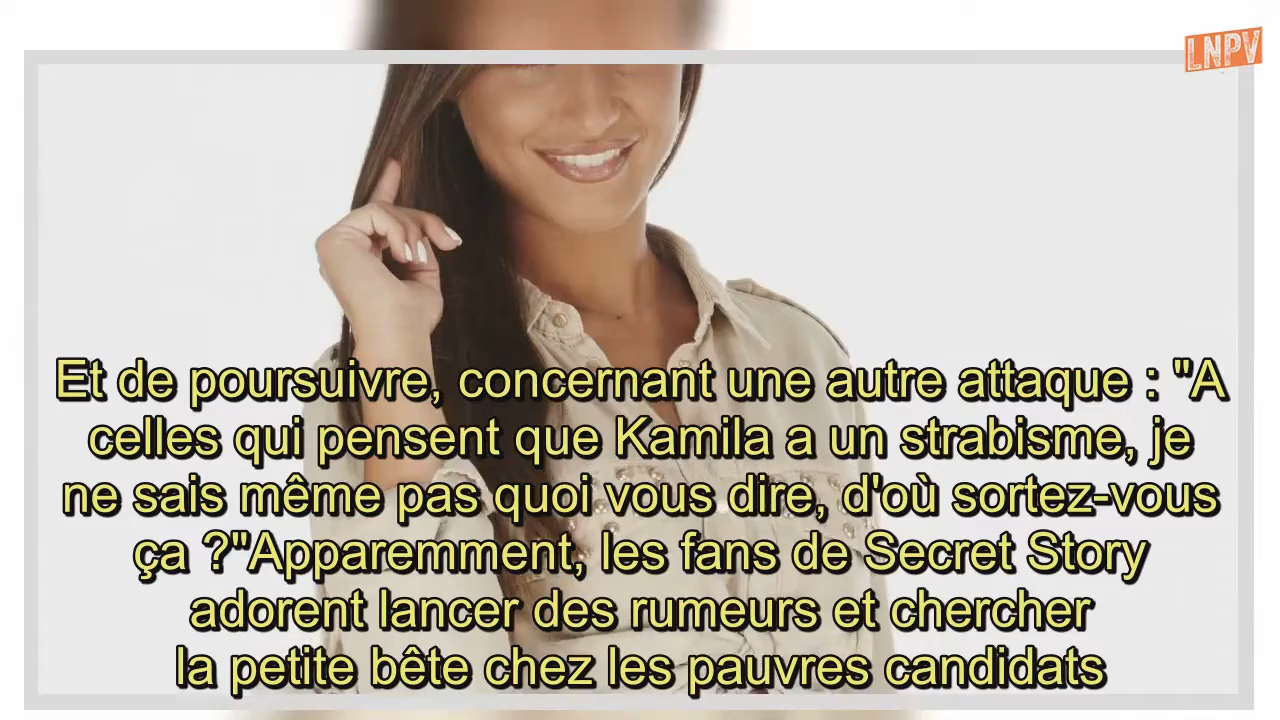 LNPV
Et de poursuivre, concernant une autre attaque : "A
celles qui pensent que Kamila a un strabisme, je
ne sais même pas quoi vous dire, d'où sortez-vous
ça ?"Apparemment, les fans de Secret Story
adorent lancer des rumeurs et chercher
la petite bête chez les pauvres candidats